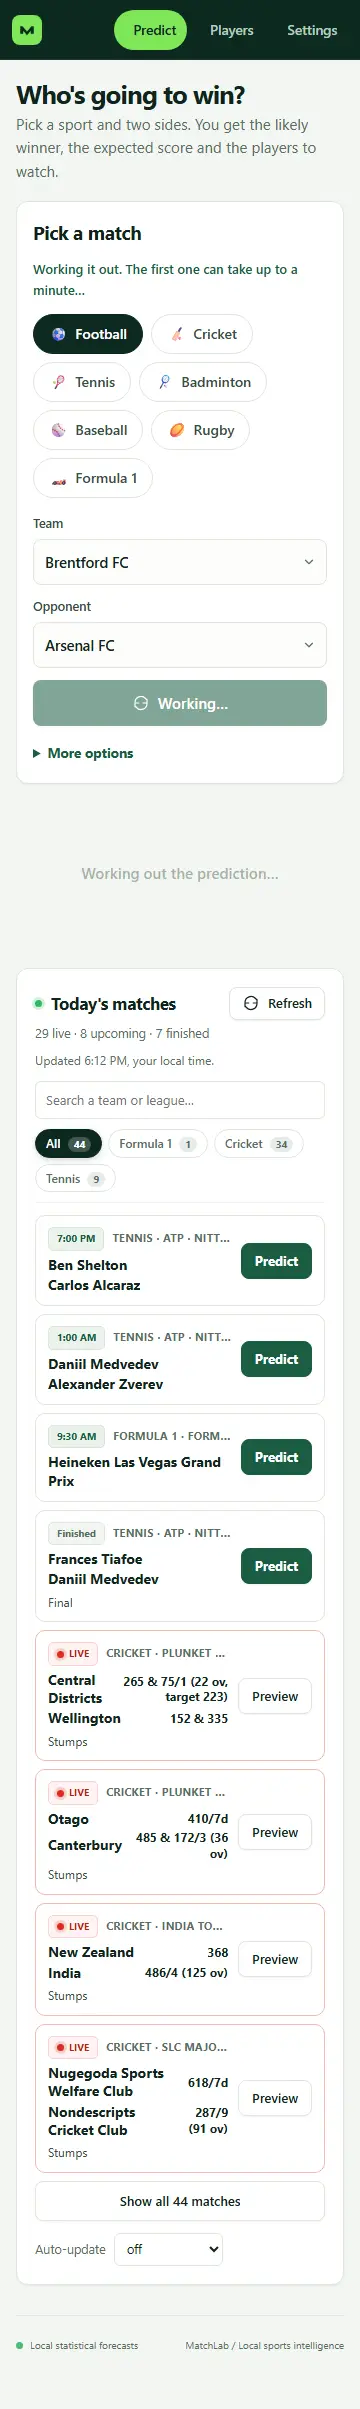 Predict
Players
Settings
Who's going to win?
Pick a sport and two sides. You get the likely
winner, the expected score and the players to
watch.
Pick a match
Working it out. The first one can take up to a
minute...
Football
Cricket
Tennis
Badminton
Baseball
Rugby
Formula 1
Team
Brentford FC
Opponent
Arsenal FC
Working...
More options
Working out the prediction...
Today's matches
Refresh
29 live · 8 upcoming · 7 finished
Updated 6:12 PM, your local time.
Search a team or league...
All 44
Formula 1 1
Cricket 34
Tennis 9
7:00 PM TENNIS · ATP · NITT...
Ben Shelton
Carlos Alcaraz
Predict
1:00 AM TENNIS · ATP · NITT...
Daniil Medvedev
Alexander Zverev
Predict
9:30 AM FORMULA 1 · FORM...
Heineken Las Vegas Grand
Prix
Predict
Finished TENNIS · ATP · NITT...
Frances Tiafoe
Daniil Medvedev
Final
Predict
LIVE CRICKET · PLUNKET ...
Central
Districts
265 & 75/1 (22 ov,
target 223)
Wellington 152 & 335
Stumps
Preview
LIVE CRICKET · PLUNKET ...
Otago 410/7d
Canterbury 485 & 172/3 (36
ov)
Stumps
Preview
LIVE CRICKET · INDIA TO...
New Zealand 368
India 486/4 (125 ov)
Stumps
Preview
LIVE CRICKET · SLC MAJO...
Nugegoda Sports
Welfare Club
618/7d
Nondescripts
Cricket Club
287/9
(91 ov)
Stumps
Preview
Show all 44 matches
Auto-update off
Local statistical forecasts
MatchLab / Local sports intelligence